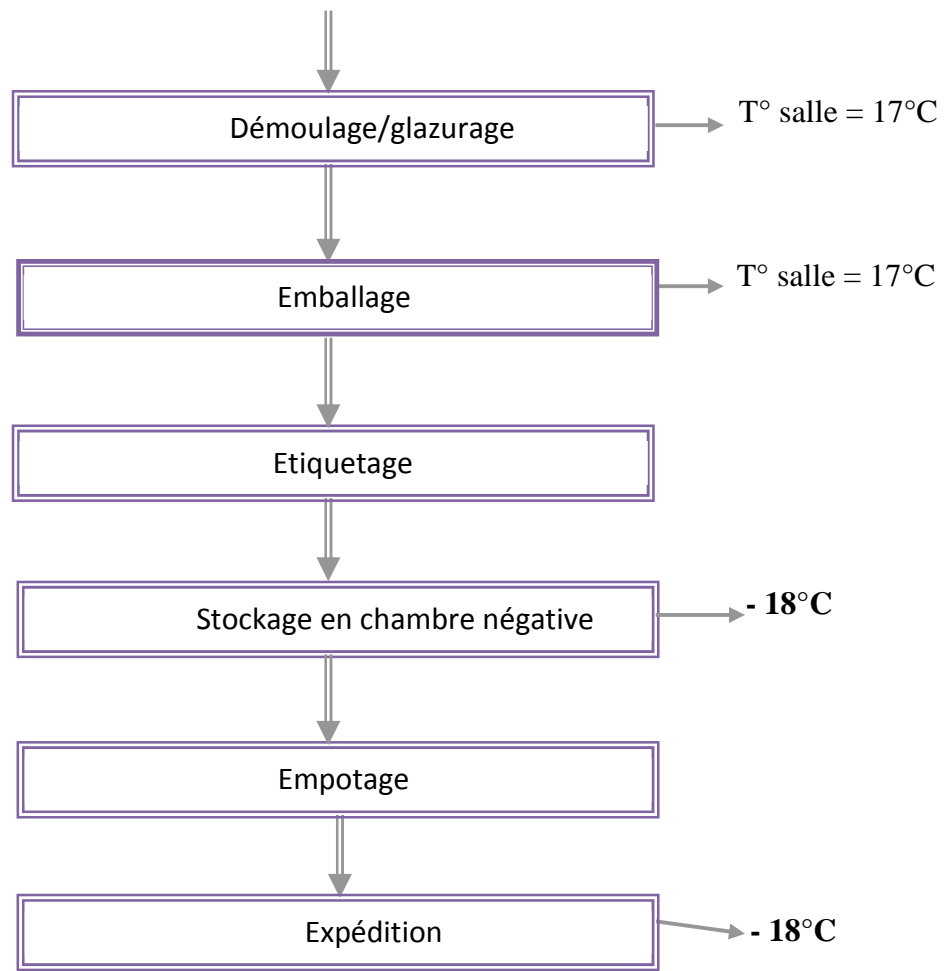 Démoulage/glazurage
T° salle = 17°C
Emballage
T° salle = 17°C
Etiquetage
Stockage en chambre négative
- 18°C
Empotage
Expédition
- 18°C